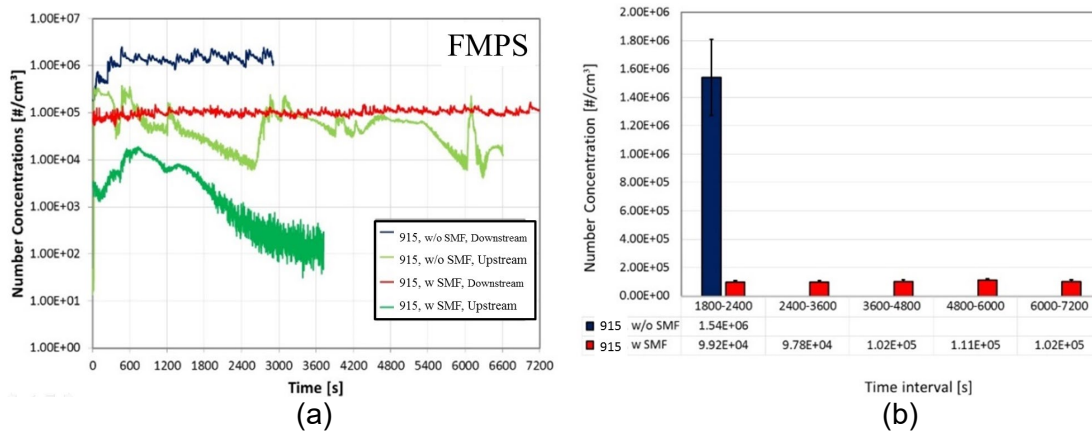 FMPS
Number Concentrations [#/cm³]
1.00E+07
1.00E+06
1.00E+05
1.00E+04
1.00E+03
1.00E+02
1.00E+01
1.00E+00
915, w/o SMF, Downstream
915, w/o SMF, Upstream
915, w SMF, Downstream
915, w SMF, Upstream
0 600 1200 1800 2400 3000 3600 4200 4800 5400 6000 6600 7200
Time [s]
(a)
Number Concentration [#/cm³]
2.00E+06
1.80E+06
1.60E+06
1.40E+06
1.20E+06
1.00E+06
8.00E+05
6.00E+05
4.00E+05
2.00E+05
0.00E+00
1800-2400 2400-3600 3600-4800 4800-6000 6000-7200
915 w/o SMF 1.54E+06
915 w SMF 9.92E+04 9.78E+04 1.02E+05 1.11E+05 1.02E+05
Time interval [s]
(b)